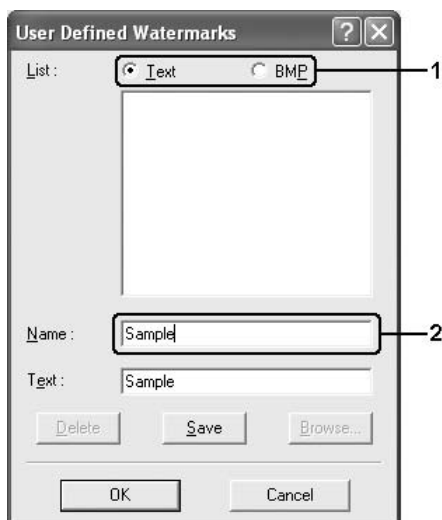 User Defined Watermarks
List : Text BMP 1
Name : Sample 2
Text : Sample
Delete Save Browse...
OK Cancel